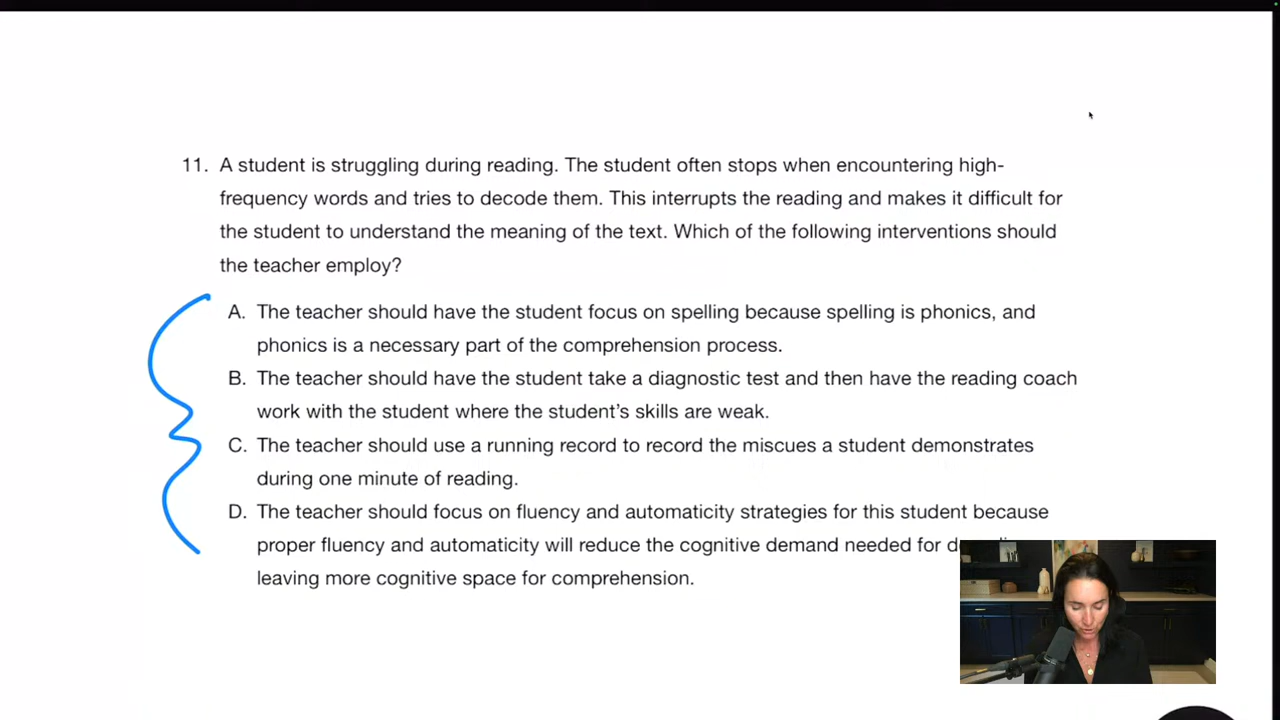 11. A student is struggling during reading. The student often stops when encountering high-
frequency words and tries to decode them. This interrupts the reading and makes it difficult for
the student to understand the meaning of the text. Which of the following interventions should
the teacher employ?
A. The teacher should have the student focus on spelling because spelling is phonics, and
phonics is a necessary part of the comprehension process.
B. The teacher should have the student take a diagnostic test and then have the reading coach
work with the student where the student's skills are weak.
C. The teacher should use a running record to record the miscues a student demonstrates
during one minute of reading.
D. The teacher should focus on fluency and automaticity strategies for this student because
proper fluency and automaticity will reduce the cognitive demand needed for
leaving more cognitive space for comprehension.